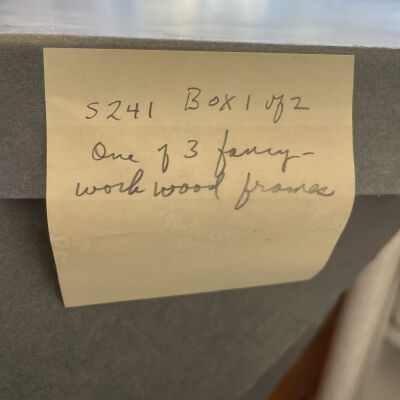 S241 Box 1 of 2
One of 3 fancy-
work wood frames